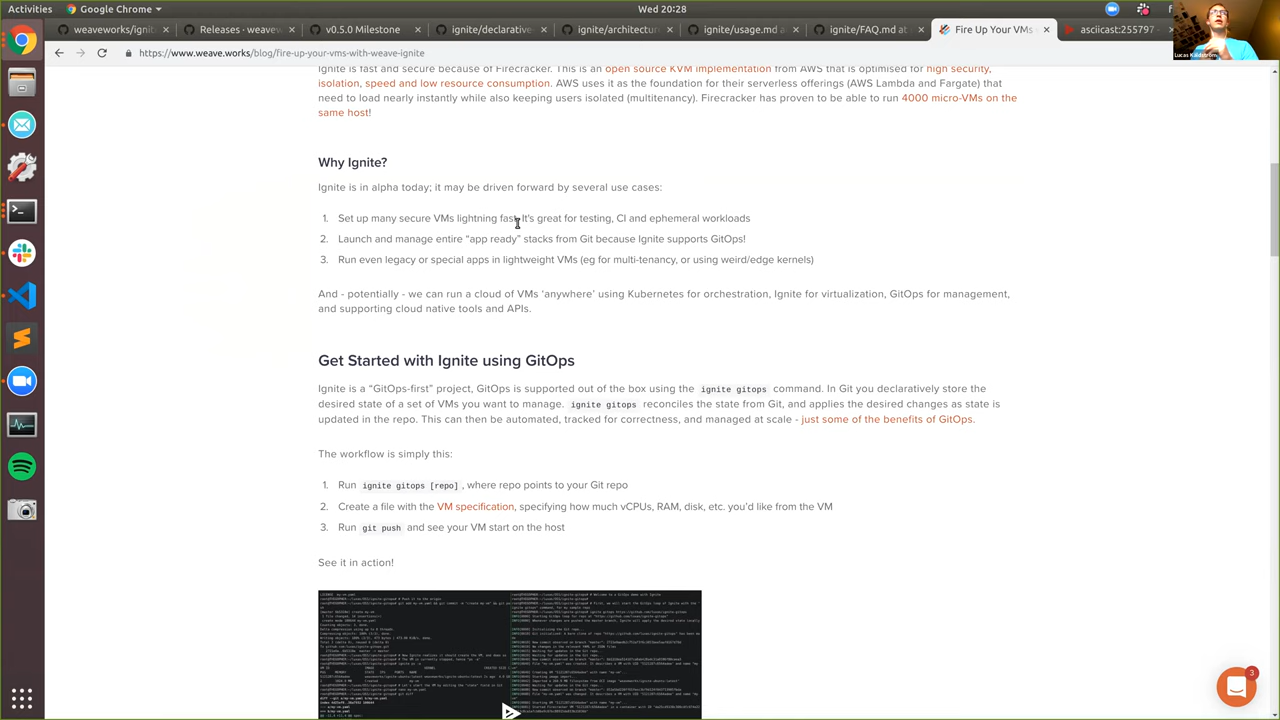 Activities
Google Chrome
Wed 20:28
weaveworks/ignit
Releases · weave
v0.5.0 Milestone
ignite/declarative
ignite/architectur
ignite/usage.md a
ignite/FAQ.md at
Fire Up Your VMs
asciicast:255797
https://www.weave.works/blog/fire-up-your-vms-with-weave-ignite
Lucas Käldström
Ignite is fast and secure because of Firecracker. This is an open source KVM implementation from AWS that is optimised for high security,
isolation, speed and low resource consumption. AWS uses it as the foundation for their serverless offerings (AWS Lambda and Fargate) that
need to load nearly instantly while also keeping users isolated (multitenancy). Firecracker has proven to be able to run 4000 micro-VMs on the
same host!
Why Ignite?
Ignite is in alpha today; it may be driven forward by several use cases:
1. Set up many secure VMs lightning fast. It's great for testing, CI and ephemeral workloads
2. Launch and manage entire “app ready” stacks from Git because Ignite supports GitOps!
3. Run even legacy or special apps in lightweight VMs (eg for multi-tenancy, or using weird/edge kernels)
And - potentially - we can run a cloud of VMs ‘anywhere’ using Kubernetes for orchestration, Ignite for virtualization, GitOps for management,
and supporting cloud native tools and APIs.
Get Started with Ignite using GitOps
Ignite is a “GitOps-first” project, GitOps is supported out of the box using the ignite gitops command. In Git you declaratively store the
desired state of a set of VMs you want to manage. ignite gitops reconciles the state from Git, and applies the desired changes as state is
updated in the repo. This can then be automated, tracked for correctness, and managed at scale - just some of the benefits of GitOps.
The workflow is simply this:
1. Run ignite gitops [repo] , where repo points to your Git repo
2. Create a file with the VM specification, specifying how much vCPUs, RAM, disk, etc. you’d like from the VM
3. Run git push and see your VM start on the host
See it in action!